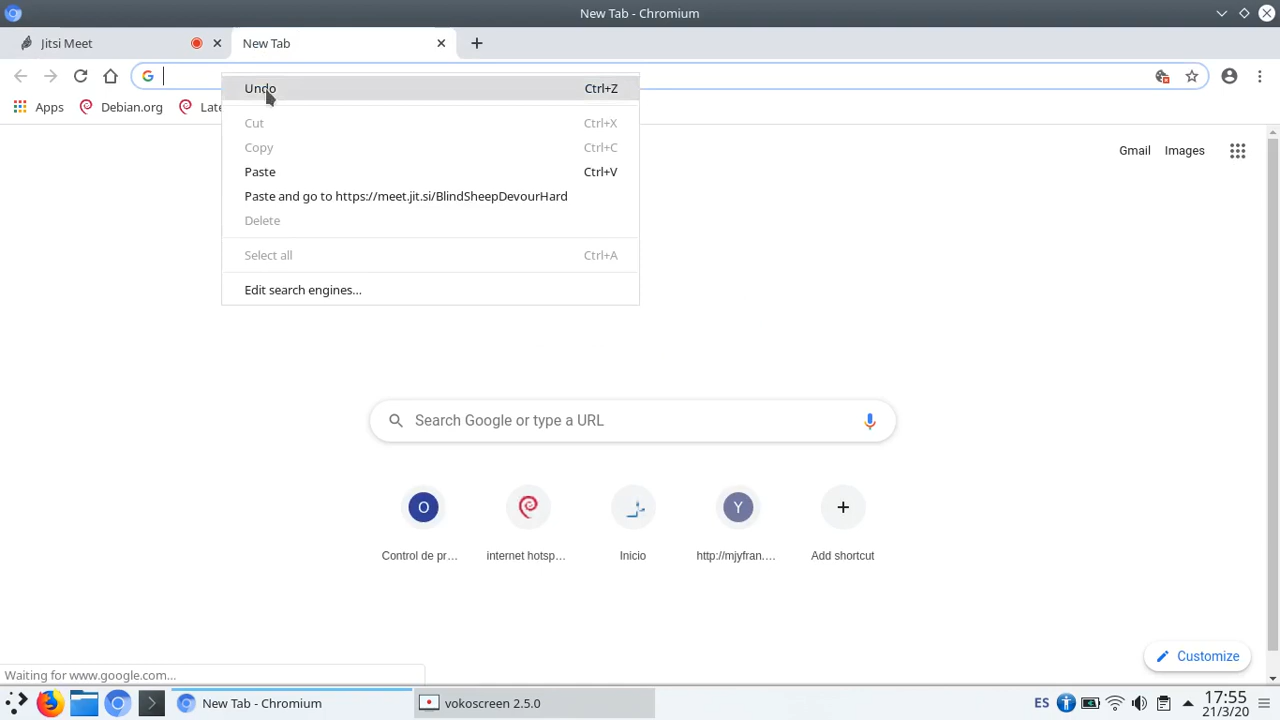 New Tab - Chromium
Jitsi Meet
New Tab
Apps
Debian.org
Late
Undo Ctrl+Z
Cut Ctrl+X
Copy Ctrl+C
Paste Ctrl+V
Paste and go to https://meet.jit.si/BlindSheepDevourHard
Delete
Select all Ctrl+A
Edit search engines...
Gmail Images
Search Google or type a URL
O
Y
Control de pr...
internet hotsp...
Inicio
http://mjyfran....
Add shortcut
Customize
Waiting for www.google.com...
New Tab - Chromium
vokoscreen 2.5.0
ES
17:55
21/3/20